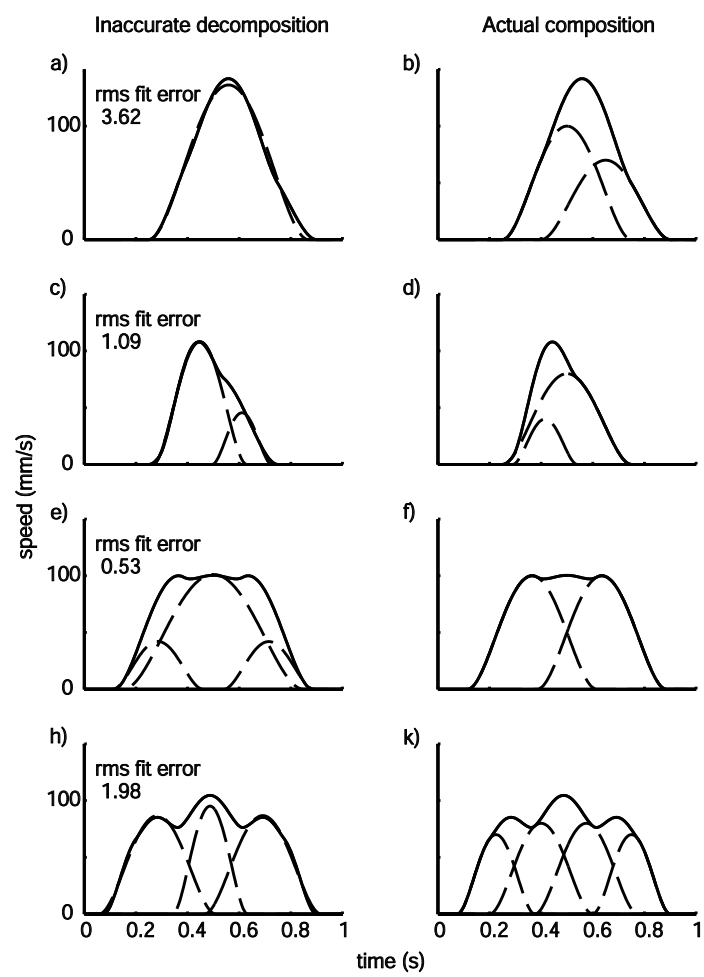 Inaccurate decomposition
Actual composition
a)
rms fit error
3.62
100
0
b)
c)
rms fit error
1.09
100
0
d)
speed (mm/s)
e)
rms fit error
0.53
100
0
f)
h)
rms fit error
1.98
100
0
k)
0 0.2 0.4 0.6 0.8 1
0 0.2 0.4 0.6 0.8 1
time (s)